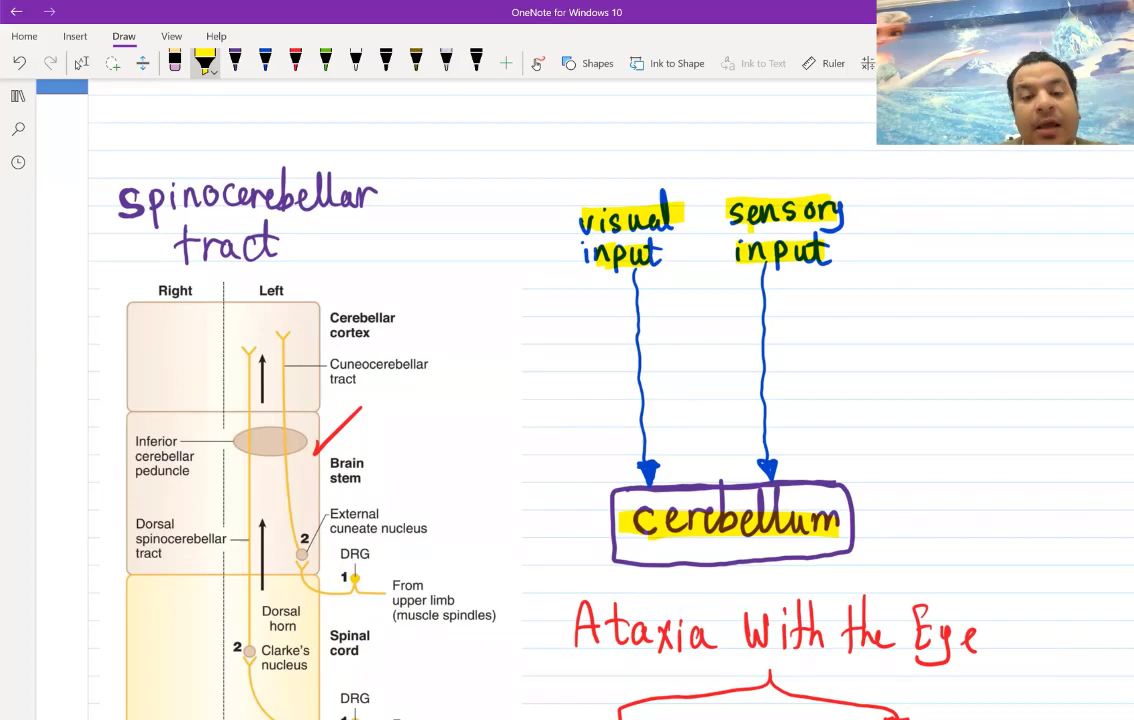 OneNote for Windows 10
Home Insert Draw View Help
Shapes Ink to Shape Ink to Text Ruler
spinocerebellar
tract
Right Left
Cerebellar
cortex
Cuneocerebellar
tract
Inferior
cerebellar
peduncle
Brain
stem
Dorsal
spinocerebellar
tract
External
cuneate nucleus
2
DRG
1
From
upper limb
(muscle spindles)
Dorsal
horn
2 Clarke's
nucleus
Spinal
cord
DRG
visual
input
sensory
input
cerebellum
Ataxia With the Eye